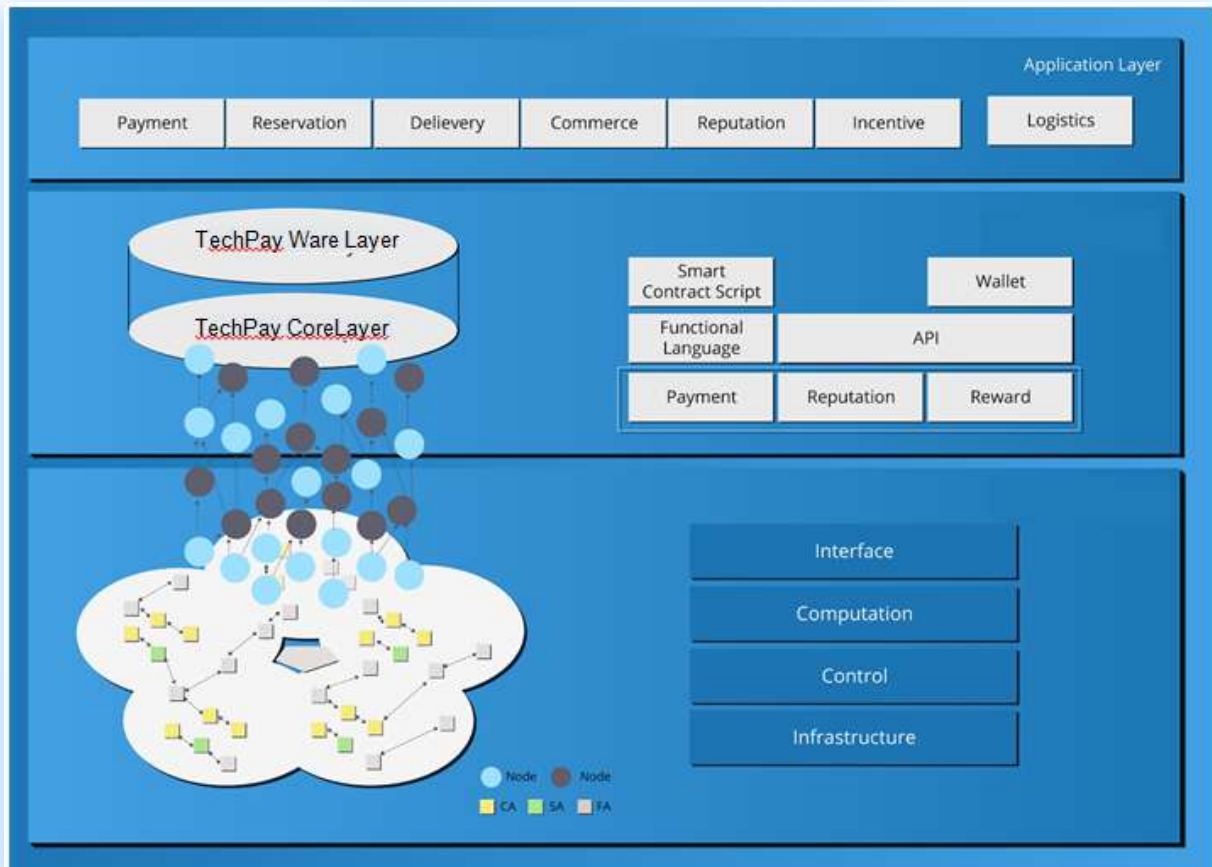 Application Layer
Payment
Reservation
Delievery
Commerce
Reputation
Incentive
Logistics
TechPay Ware Layer
TechPay CoreLayer
Smart
Contract Script
Wallet
Functional
Language
API
Payment
Reputation
Reward
Interface
Computation
Control
Infrastructure
Node
Node
CA
SA
FA